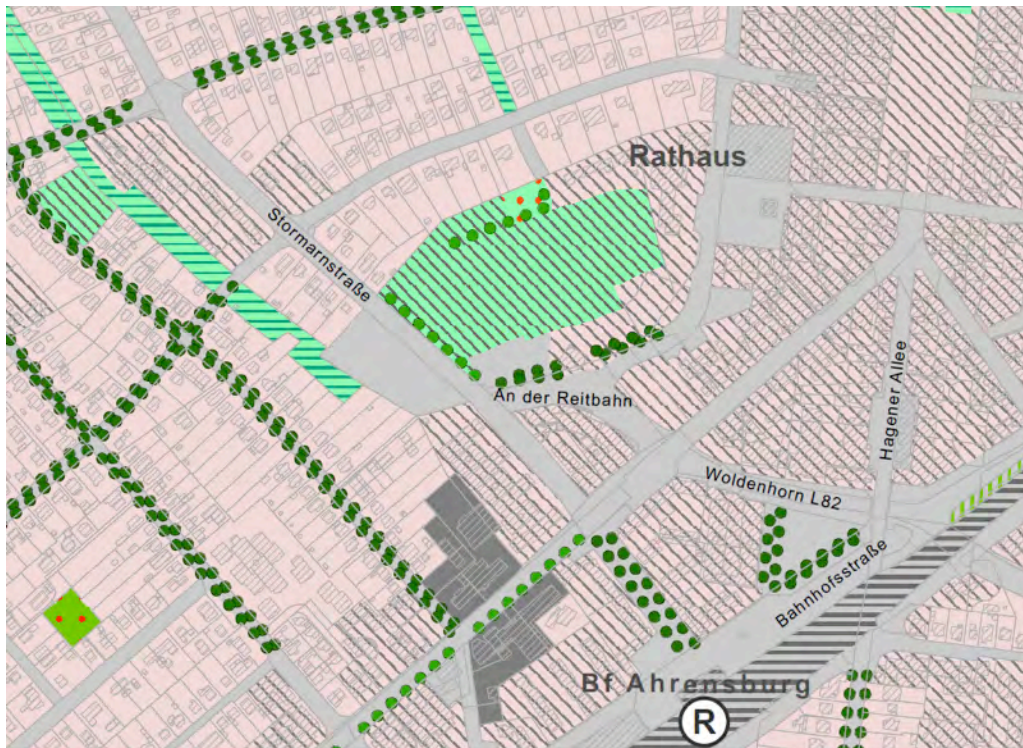 Rathaus
Stormarnstraße
Hagener Allee
An der Reitbahn
Woldenhorn L82
Bahnhofsstraße
Bf Ahrensburg
R